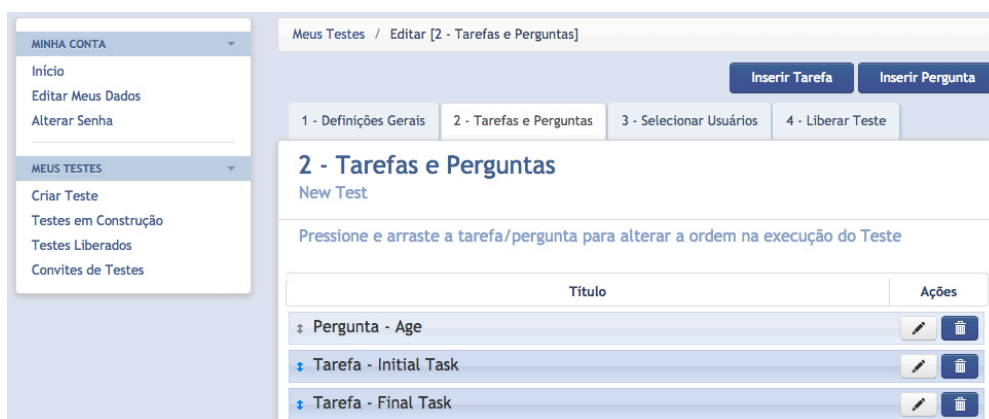 MINHA CONTA
Início
Editar Meus Dados
Alterar Senha
MEUS TESTES
Criar Teste
Testes em Construção
Testes Liberados
Convites de Testes
Meus Testes / Editar [2 - Tarefas e Perguntas]
Inserir Tarefa Inserir Pergunta
1 - Definições Gerais 2 - Tarefas e Perguntas 3 - Selecionar Usuários 4 - Liberar Teste
2 - Tarefas e Perguntas
New Test
Pressione e arraste a tarefa/pergunta para alterar a ordem na execução do Teste
Título Ações
Pergunta - Age
Tarefa - Initial Task
Tarefa - Final Task